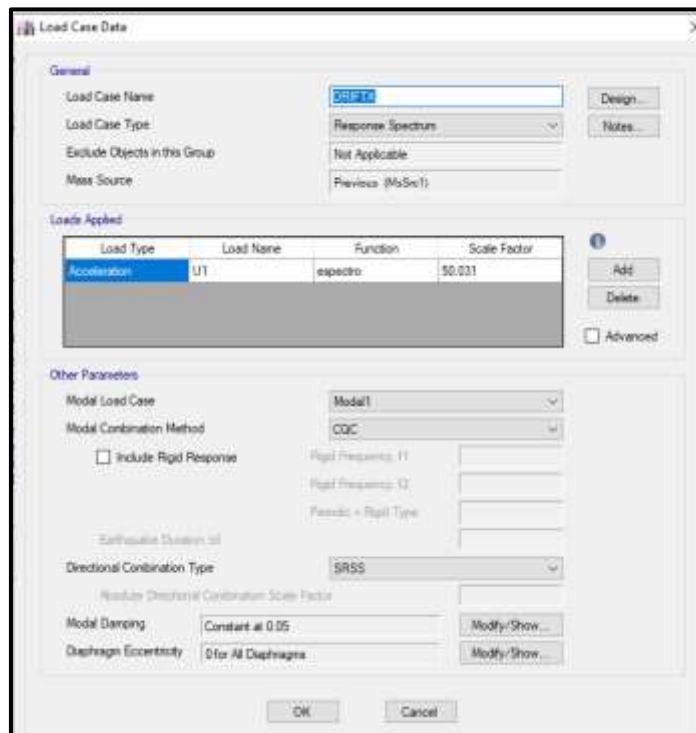 Load Case Data
General
Load Case Name DRIFTX Design...
Load Case Type Response Spectrum Notes...
Exclude Objects in this Group Not Applicable
Mass Source Previous (MsSrc1)
Loads Applied
Load Type Load Name Function Scale Factor
Acceleration U1 espectro 50.031
Add
Delete
Advanced
Other Parameters
Modal Load Case Modal1
Modal Combination Method CQC
Include Rigid Response Rigid Frequency, f1
Rigid Frequency, f2
Periodic + Rigid Type
Earthquake Duration, td
Directional Combination Type SRSS
Absolute Directional Combination Scale Factor
Modal Damping Constant at 0.05 Modify/Show...
Diaphragm Eccentricity 0 for All Diaphragms Modify/Show...
OK Cancel